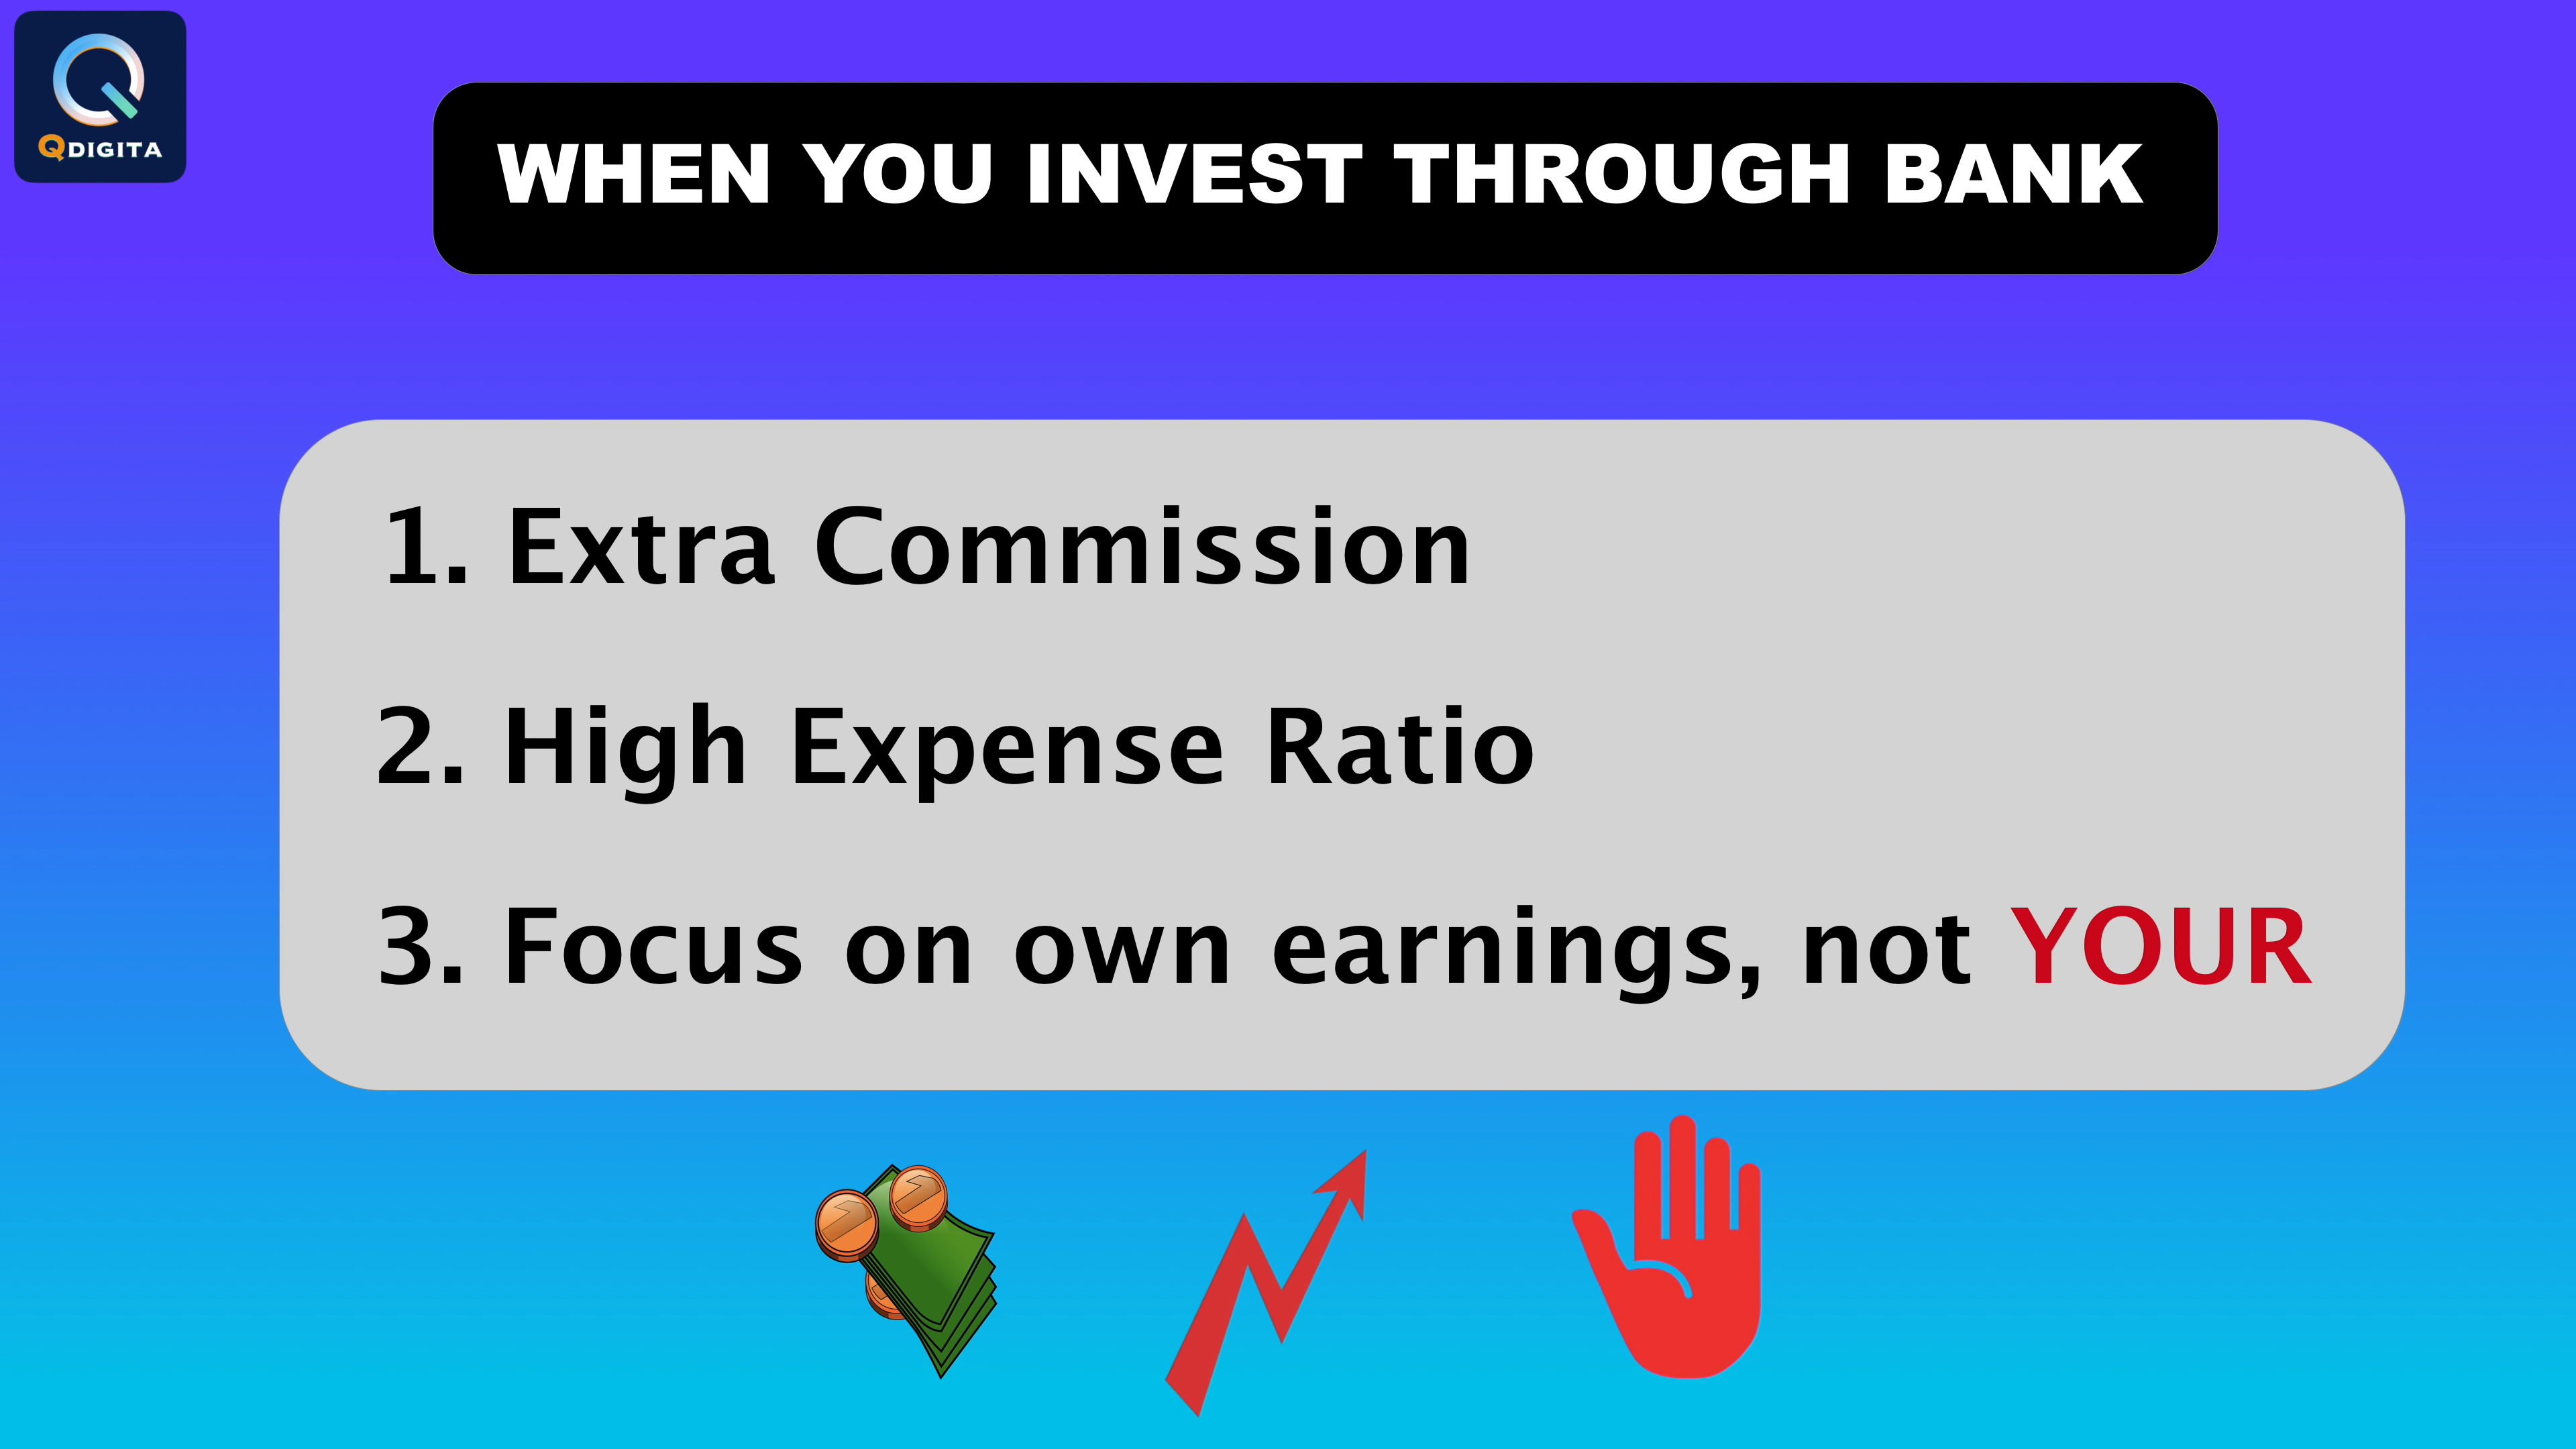 QDIGITA
WHEN YOU INVEST THROUGH BANK
1. Extra Commission
2. High Expense Ratio
3. Focus on own earnings, not YOUR